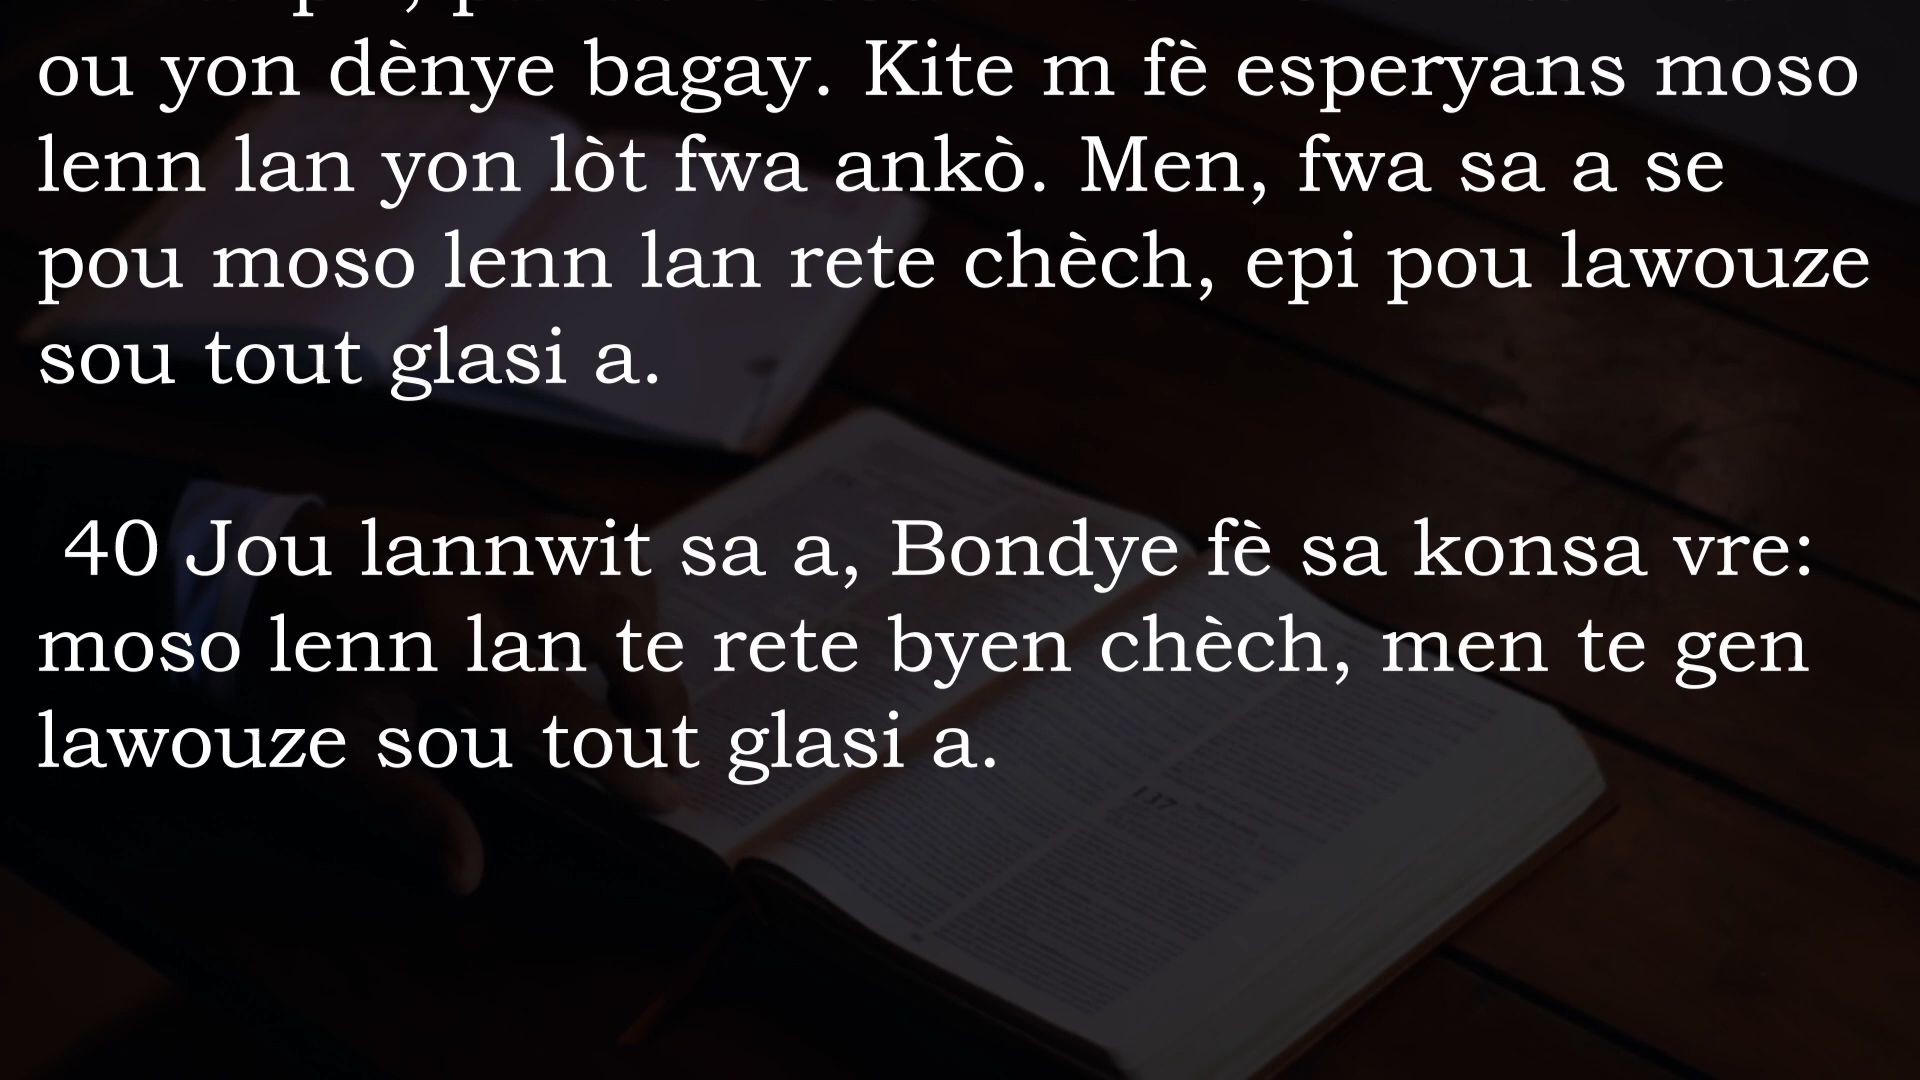 ou yon dènye bagay. Kite m fè esperyans moso
lenn lan yon lòt fwa ankò. Men, fwa sa a se
pou moso lenn lan rete chèch, epi pou lawouze
sou tout glasi a.
40 Jou lannwit sa a, Bondye fè sa konsa vre:
moso lenn lan te rete byen chèch, men te gen
lawouze sou tout glasi a.
137